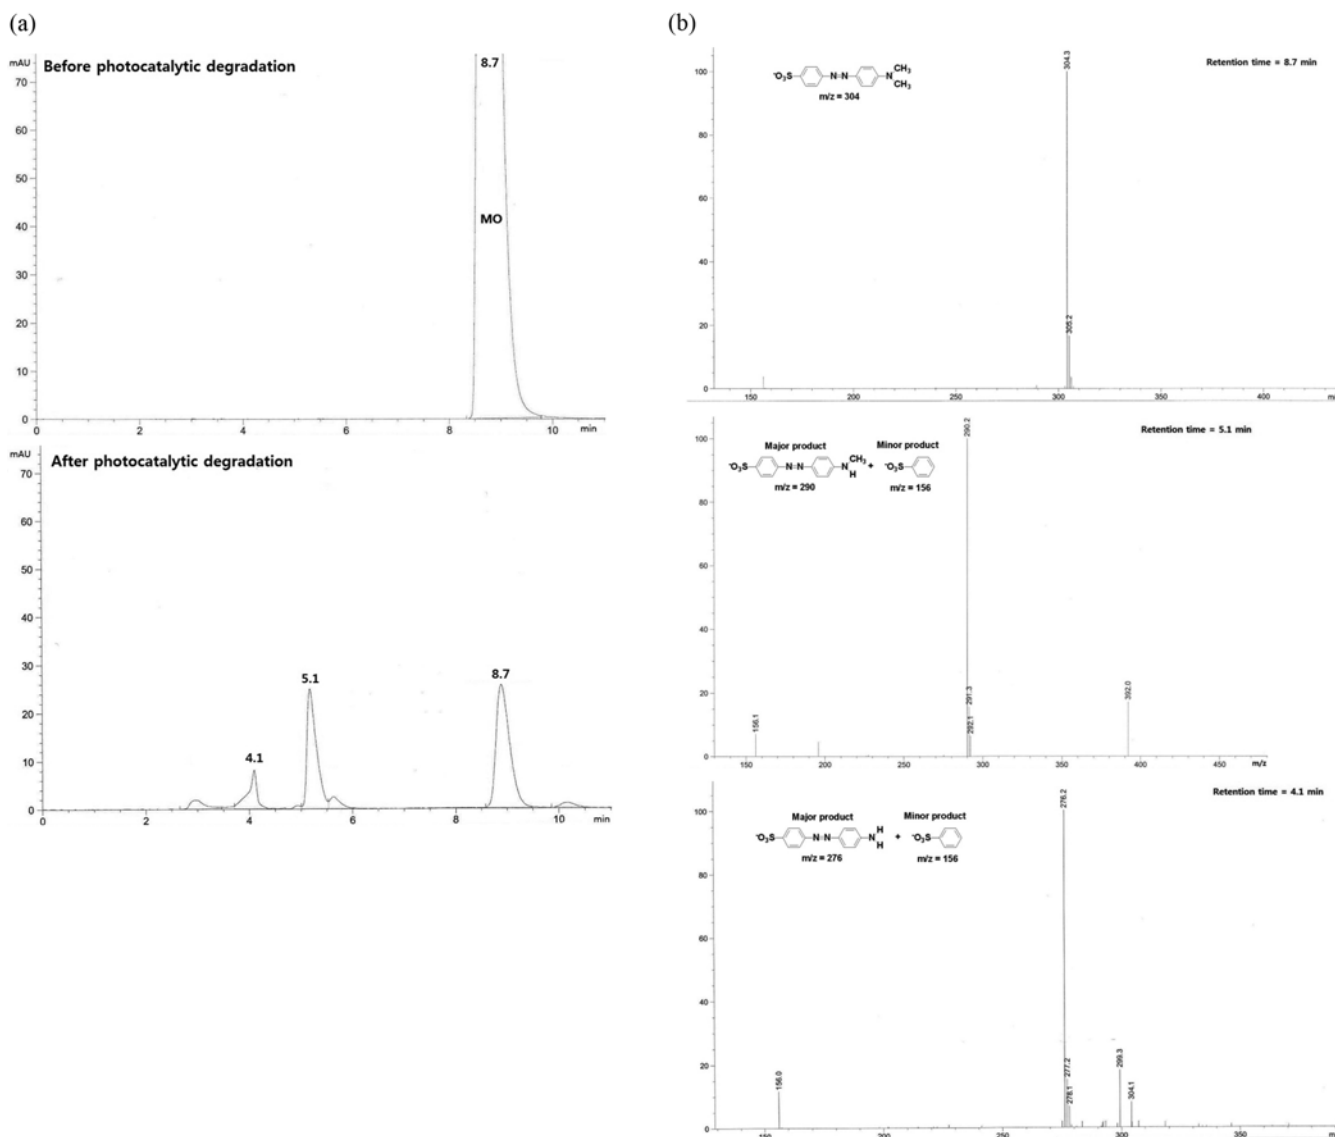 (a)
mAU
Before photocatalytic degradation
8.7
70
60
50
40
MO
30
20
10
0
0 2 4 6 8 10 min
mAU
After photocatalytic degradation
70
60
50
40
30
5.1
8.7
20
4.1
10
0
0 2 4 6 8 10 min
(b)
Retention time = 8.7 min
304.3
100
⁻O₃S N N N CH₃
CH₃
m/z = 304
80
60
40
305.2
20
0
150 200 250 300 350 400
Retention time = 5.1 min
290.2
100
Major product Minor product
⁻O₃S N N N CH₃ + ⁻O₃S
H
m/z = 290 m/z = 156
80
60
40
291.3
392.0
20
292.1
156.1
0
150 200 250 300 350 400 450 m/z
Retention time = 4.1 min
276.2
100
Major product Minor product
⁻O₃S N N N H + ⁻O₃S
H
m/z = 276 m/z = 156
80
60
40
277.2
299.3
20
156.0
278.1
304.1
0
150 200 250 300 350